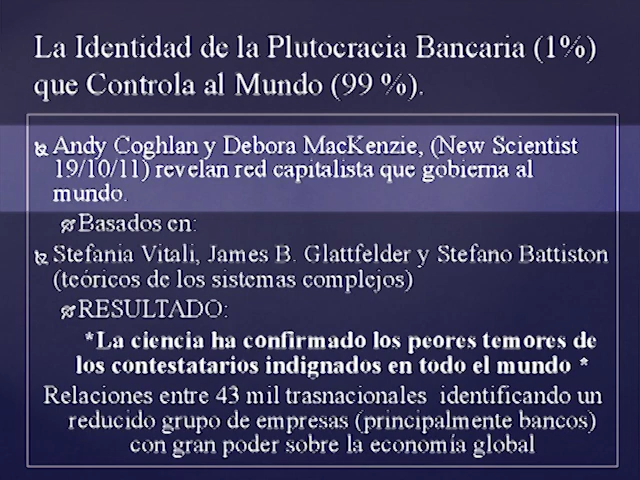 La Identidad de la Plutocracia Bancaria (1%)
que Controla al Mundo (99 %).
Andy Coghlan y Debora MacKenzie, (New Scientist
19/10/11) revelan red capitalista que gobierna al
mundo.
Basados en:
Stefania Vitali, James B. Glattfelder y Stefano Battiston
(teóricos de los sistemas complejos)
RESULTADO:
*La ciencia ha confirmado los peores temores de
los contestatarios indignados en todo el mundo *
Relaciones entre 43 mil trasnacionales identificando un
reducido grupo de empresas (principalmente bancos)
con gran poder sobre la economía global